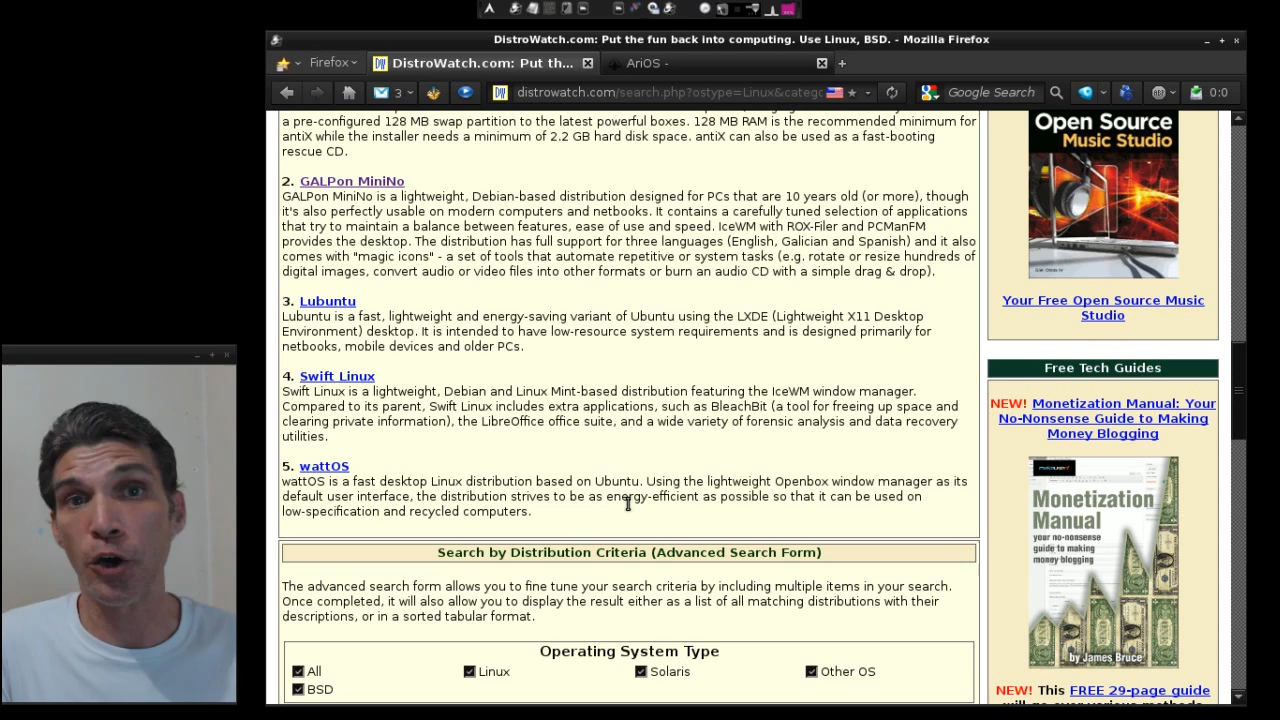 DistroWatch.com: Put the fun back into computing. Use Linux, BSD. - Mozilla Firefox
Firefox
DistroWatch.com: Put th...
AriOS -
3
distrowatch.com/search.php?ostype=Linux&catego
Google Search
0:0
a pre-configured 128 MB swap partition to the latest powerful boxes. 128 MB RAM is the recommended minimum for
antiX while the installer needs a minimum of 2.2 GB hard disk space. antiX can also be used as a fast-booting
rescue CD.
2. GALPon MiniNo
GALPon MiniNo is a lightweight, Debian-based distribution designed for PCs that are 10 years old (or more), though
it's also perfectly usable on modern computers and netbooks. It contains a carefully tuned selection of applications
that try to maintain a balance between features, ease of use and speed. IceWM with ROX-Filer and PCManFM
provides the desktop. The distribution has full support for three languages (English, Galician and Spanish) and it also
comes with "magic icons" - a set of tools that automate repetitive or system tasks (e.g. rotate or resize hundreds of
digital images, convert audio or video files into other formats or burn an audio CD with a simple drag & drop).
3. Lubuntu
Lubuntu is a fast, lightweight and energy-saving variant of Ubuntu using the LXDE (Lightweight X11 Desktop
Environment) desktop. It is intended to have low-resource system requirements and is designed primarily for
netbooks, mobile devices and older PCs.
4. Swift Linux
Swift Linux is a lightweight, Debian and Linux Mint-based distribution featuring the IceWM window manager.
Compared to its parent, Swift Linux includes extra applications, such as BleachBit (a tool for freeing up space and
clearing private information), the LibreOffice office suite, and a wide variety of forensic analysis and data recovery
utilities.
5. wattOS
wattOS is a fast desktop Linux distribution based on Ubuntu. Using the lightweight Openbox window manager as its
default user interface, the distribution strives to be as energy-efficient as possible so that it can be used on
low-specification and recycled computers.
Search by Distribution Criteria (Advanced Search Form)
The advanced search form allows you to fine tune your search criteria by including multiple items in your search.
Once completed, it will also allow you to display the result either as a list of all matching distributions with their
descriptions, or in a sorted tabular format.
Operating System Type
All
Linux
Solaris
Other OS
BSD
Open Source
Music Studio
Your Free Open Source Music
Studio
Free Tech Guides
NEW! Monetization Manual: Your
No-Nonsense Guide to Making
Money Blogging
Monetization
Manual
your no-nonsense
guide to making
money blogging
by James Bruce
NEW! This FREE 29-page guide
will go over various methods